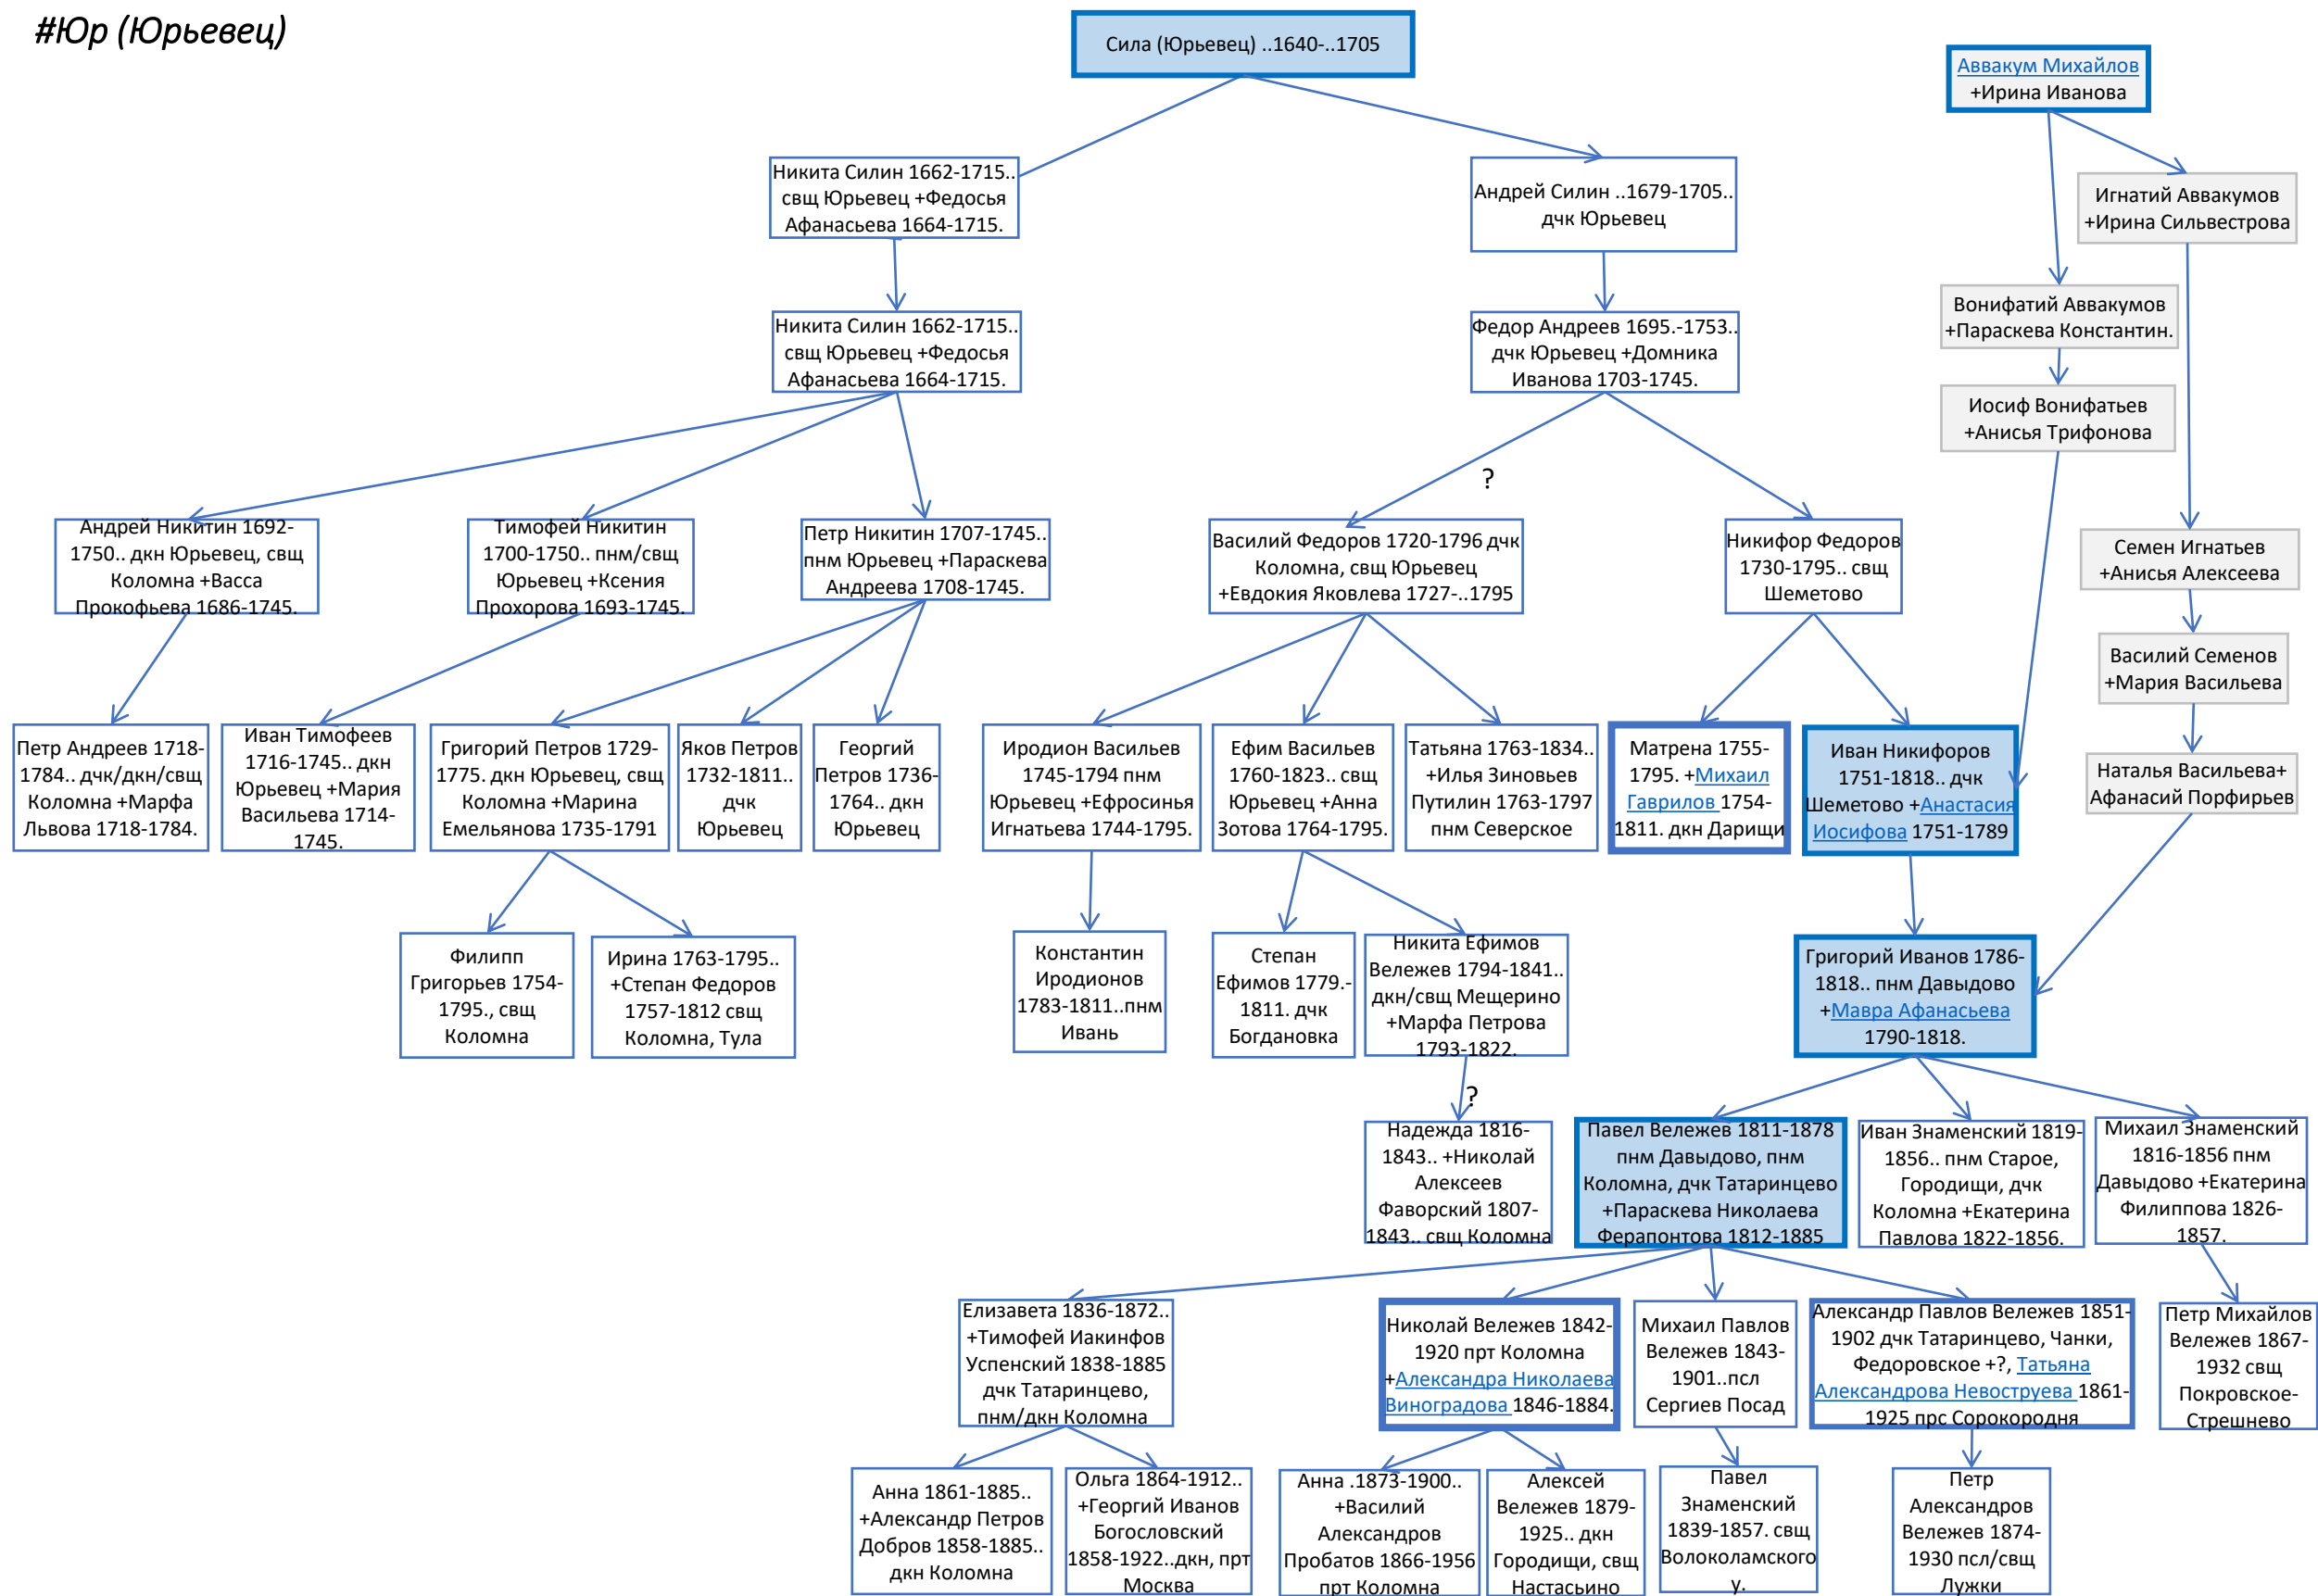 #Юр (Юрьевец)
Сила (Юрьевец) ..1640-..1705
Аввакум Михайлов
+Ирина Иванова
Никита Силин 1662-1715..
свщ Юрьевец +Федосья
Афанасьева 1664-1715.
Андрей Силин ..1679-1705..
дчк Юрьевец
Игнатий Аввакумов
+Ирина Сильвестрова
Вонифатий Аввакумов
+Параскева Константин.
Никита Силин 1662-1715..
свщ Юрьевец +Федосья
Афанасьева 1664-1715.
Федор Андреев 1695.-1753..
дчк Юрьевец +Домника
Иванова 1703-1745.
Иосиф Вонифатьев
+Анисья Трифонова
?
Андрей Никитин 1692-
1750.. дкн Юрьевец, свщ
Коломна +Васса
Прокофьева 1686-1745.
Тимофей Никитин
1700-1750.. пнм/свщ
Юрьевец +Ксения
Прохорова 1693-1745.
Петр Никитин 1707-1745..
пнм Юрьевец +Параскева
Андреева 1708-1745.
Василий Федоров 1720-1796 дчк
Коломна, свщ Юрьевец
+Евдокия Яковлева 1727-..1795
Никифор Федоров
1730-1795.. свщ
Шеметово
Семен Игнатьев
+Анисья Алексеева
Василий Семенов
+Мария Васильева
Петр Андреев 1718-
1784.. дчк/дкн/свщ
Коломна +Марфа
Львова 1718-1784.
Иван Тимофеев
1716-1745.. дкн
Юрьевец +Мария
Васильева 1714-
1745.
Григорий Петров 1729-
1775. дкн Юрьевец, свщ
Коломна +Марина
Емельянова 1735-1791
Яков Петров
1732-1811..
дчк
Юрьевец
Георгий
Петров 1736-
1764.. дкн
Юрьевец
Иродион Васильев
1745-1794 пнм
Юрьевец +Ефросинья
Игнатьева 1744-1795.
Ефим Васильев
1760-1823.. свщ
Юрьевец +Анна
Зотова 1764-1795.
Татьяна 1763-1834..
+Илья Зиновьев
Путилин 1763-1797
пнм Северское
Матрена 1755-
1795. +Михаил
Гаврилов 1754-
1811. дкн Дарищи
Иван Никифоров
1751-1818.. дчк
Шеметово +Анастасия
Иосифова 1751-1789
Наталья Васильева+
Афанасий Порфирьев
Филипп
Григорьев 1754-
1795., свщ
Коломна
Ирина 1763-1795..
+Степан Федоров
1757-1812 свщ
Коломна, Тула
Константин
Иродионов
1783-1811..пнм
Ивань
Степан
Ефимов 1779.-
1811. дчк
Богдановка
Никита Ефимов
Вележев 1794-1841..
дкн/свщ Мещерино
+Марфа Петрова
1793-1822.
Григорий Иванов 1786-
1818.. пнм Давыдово
+Мавра Афанасьева
1790-1818.
?
Надежда 1816-
1843.. +Николай
Алексеев
Фаворский 1807-
1843.. свщ Коломна
Павел Вележев 1811-1878
пнм Давыдово, пнм
Коломна, дчк Татаринцево
+Параскева Николаева
Ферапонтова 1812-1885
Иван Знаменский 1819-
1856.. пнм Старое,
Городищи, дчк
Коломна +Екатерина
Павлова 1822-1856.
Михаил Знаменский
1816-1856 пнм
Давыдово +Екатерина
Филиппова 1826-
1857.
Елизавета 1836-1872..
+Тимофей Иакинфов
Успенский 1838-1885
дчк Татаринцево,
пнм/дкн Коломна
Николай Вележев 1842-
1920 прт Коломна
+Александра Николаева
Виноградова 1846-1884.
Михаил Павлов
Вележев 1843-
1901..псл
Сергиев Посад
Александр Павлов Вележев 1851-
1902 дчк Татаринцево, Чанки,
Федоровское +?, Татьяна
Александрова Невоструева 1861-
1925 прс Сорокородня
Петр Михайлов
Вележев 1867-
1932 свщ
Покровское-
Стрешнево
Анна 1861-1885..
+Александр Петров
Добров 1858-1885..
дкн Коломна
Ольга 1864-1912..
+Георгий Иванов
Богословский
1858-1922..дкн, прт
Москва
Анна .1873-1900..
+Василий
Александров
Пробатов 1866-1956
прт Коломна
Алексей
Вележев 1879-
1925.. дкн
Городищи, свщ
Настасьино
Павел
Знаменский
1839-1857. свщ
Волоколамского
у.
Петр
Александров
Вележев 1874-
1930 псл/свщ
Лужки